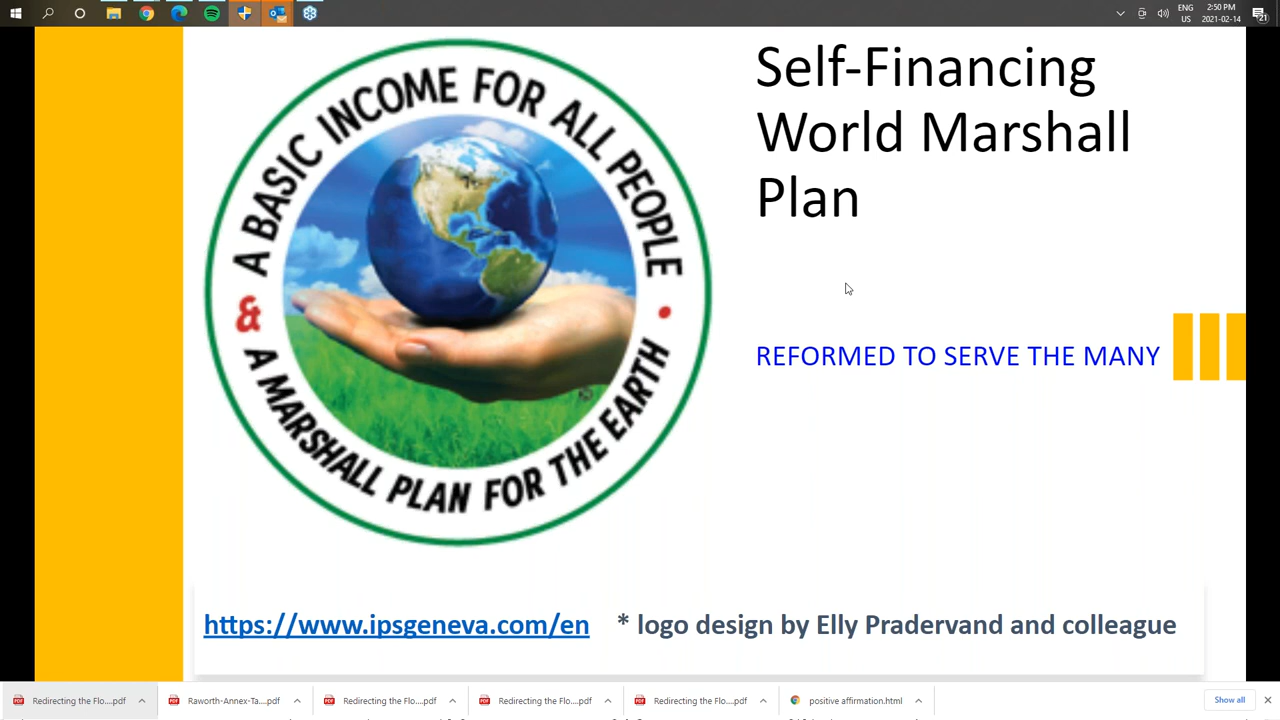 ENG
US
2:50 PM
2021-02-14
21
A BASIC INCOME FOR ALL PEOPLE
& A MARSHALL PLAN FOR THE EARTH •
Self-Financing
World Marshall
Plan
REFORMED TO SERVE THE MANY
https://www.ipsgeneva.com/en * logo design by Elly Pradervand and colleague
Redirecting the Flo....pdf
Raworth-Annex-Ta....pdf
Redirecting the Flo....pdf
Redirecting the Flo....pdf
Redirecting the Flo....pdf
positive affirmation.html
Show all